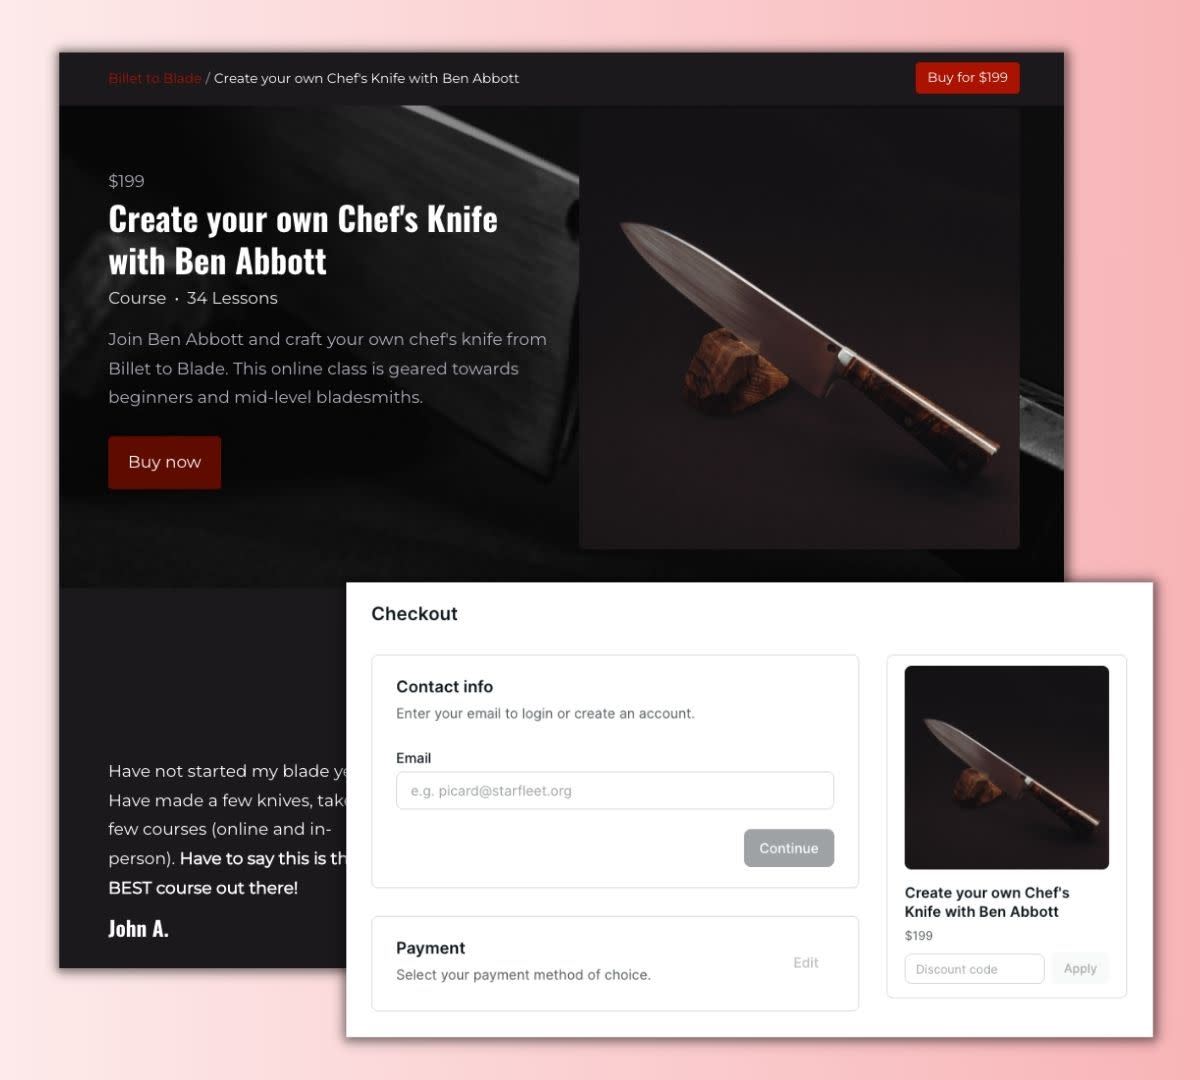 Billet to Blade / Create your own Chef's Knife with Ben Abbott
Buy for $199
$199
Create your own Chef's Knife
with Ben Abbott
Course • 34 Lessons
Join Ben Abbott and craft your own chef's knife from
Billet to Blade. This online class is geared towards
beginners and mid-level bladesmiths.
Buy now
Have not started my blade
Have made a few knives,
few courses (online and in-
person). Have to say this is
BEST course out there!
John A.
Checkout
Contact info
Enter your email to login or create an account.
Email
e.g. picard@starfleet.org
Continue
Payment
Select your payment method of choice.
Edit
Create your own Chef's
Knife with Ben Abbott
$199
Discount code
Apply